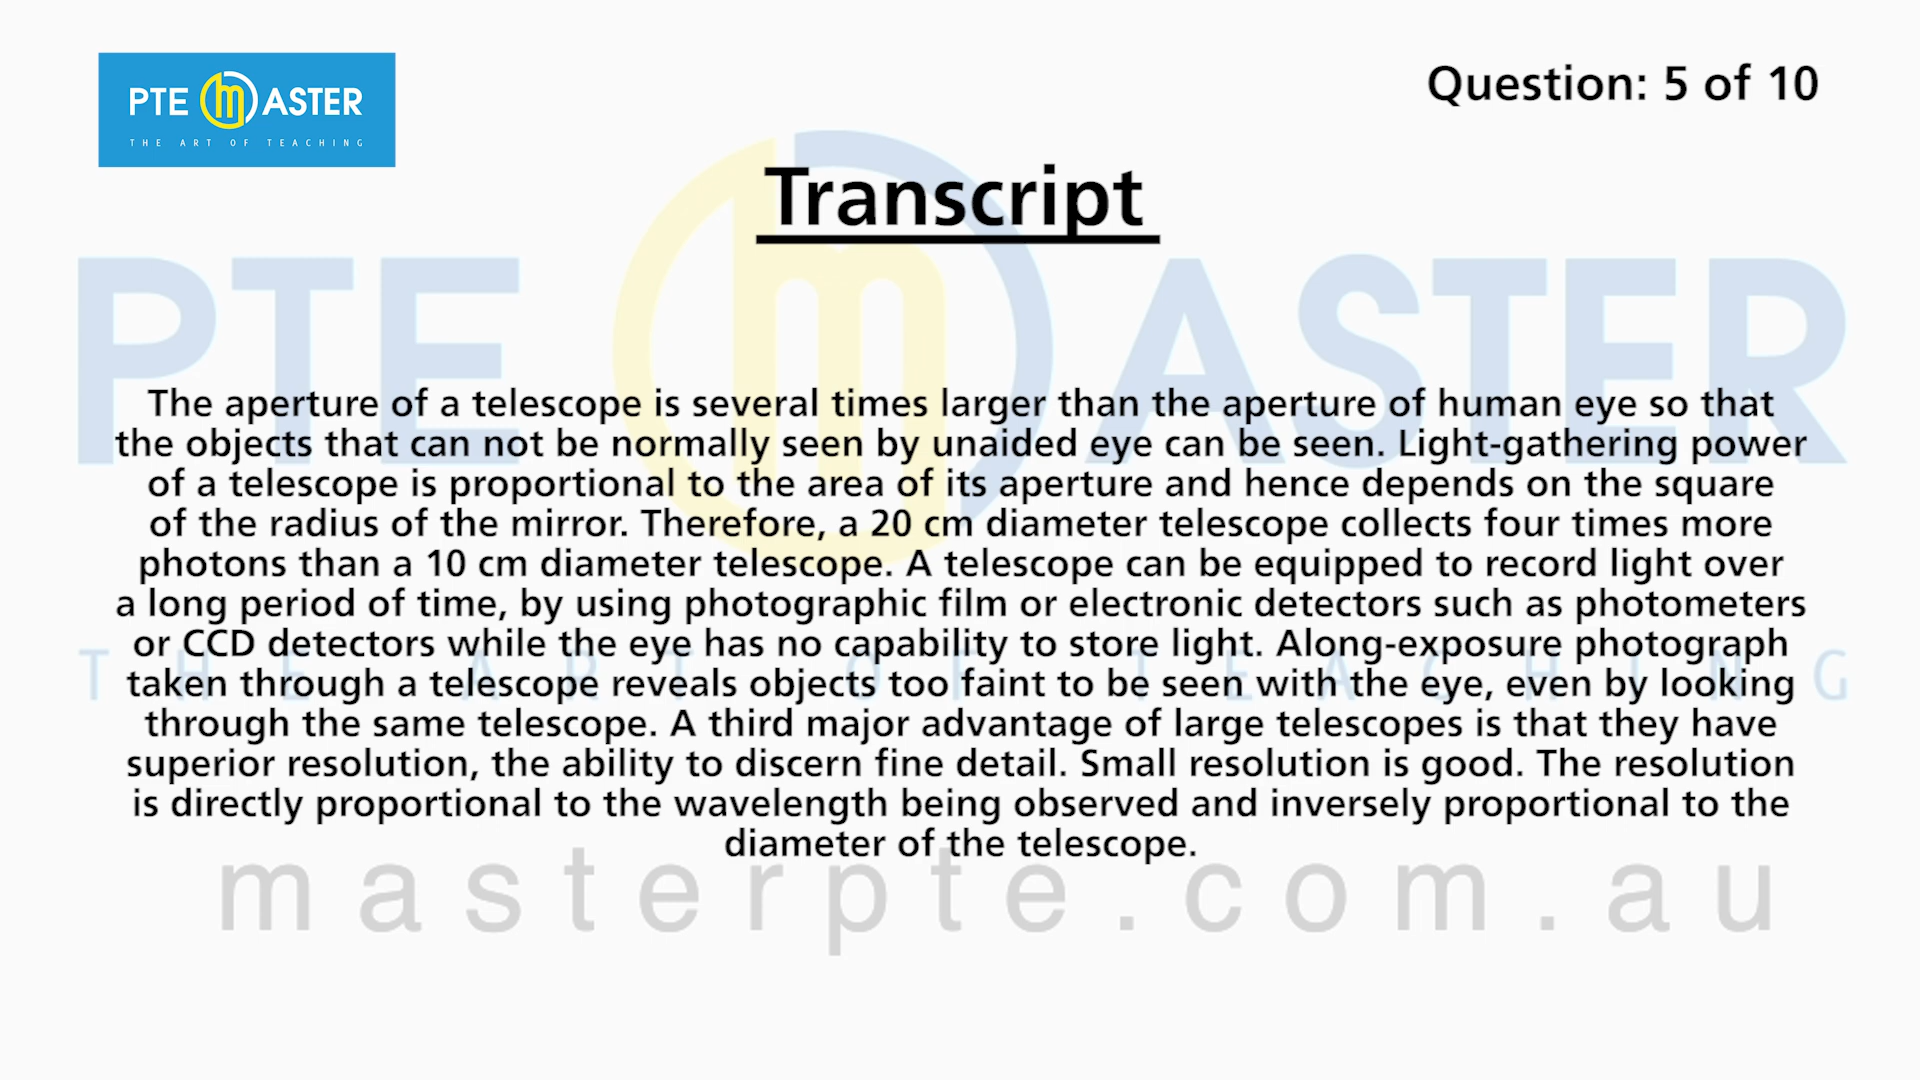 PTE MASTER
THE ART OF TEACHING
Question: 5 of 10
Transcript
PTE MASTER
The aperture of a telescope is several times larger than the aperture of human eye so that
the objects that can not be normally seen by unaided eye can be seen. Light-gathering power
of a telescope is proportional to the area of its aperture and hence depends on the square
of the radius of the mirror. Therefore, a 20 cm diameter telescope collects four times more
photons than a 10 cm diameter telescope. A telescope can be equipped to record light over
a long period of time, by using photographic film or electronic detectors such as photometers
or CCD detectors while the eye has no capability to store light. Along-exposure photograph
taken through a telescope reveals objects too faint to be seen with the eye, even by looking
through the same telescope. A third major advantage of large telescopes is that they have
superior resolution, the ability to discern fine detail. Small resolution is good. The resolution
is directly proportional to the wavelength being observed and inversely proportional to the
diameter of the telescope.
THE ART OF TEACHING
masterpte.com.au